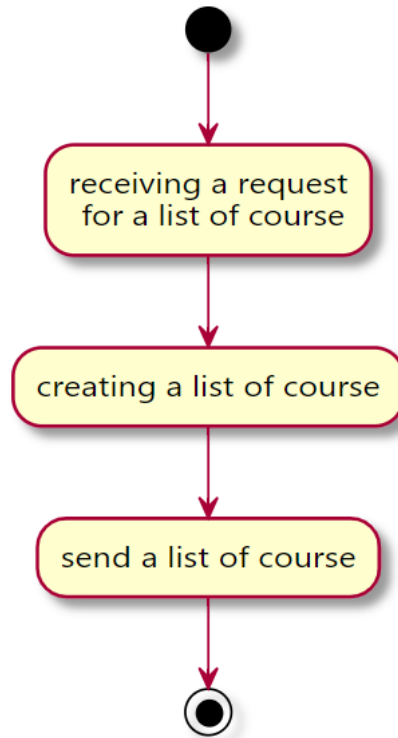 receiving a request
for a list of course
creating a list of course
send a list of course